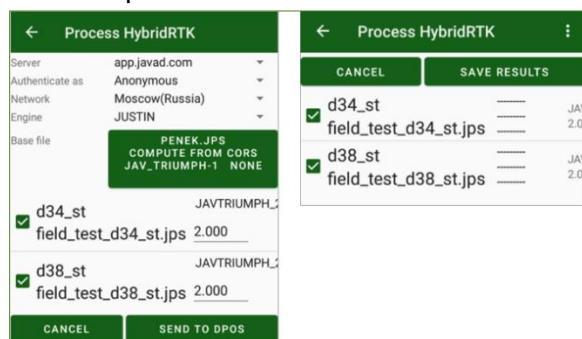 ← Process HybridRTK
Server app.javad.com
Authenticate as Anonymous
Network Moscow(Russia)
Engine JUSTIN
Base file
PENEK.JPS
COMPUTE FROM CORS
JAV_TRIUMPH-1 NONE
JAVTRIUMPH_2
d34_st
field_test_d34_st.jps 2.000
JAVTRIUMPH_2
d38_st
field_test_d38_st.jps 2.000
CANCEL SEND TO DPOS
← Process HybridRTK
CANCEL SAVE RESULTS
d34_st --------
field_test_d34_st.jps --------
JAV
2.0
d38_st --------
field_test_d38_st.jps --------
JAV
2.0